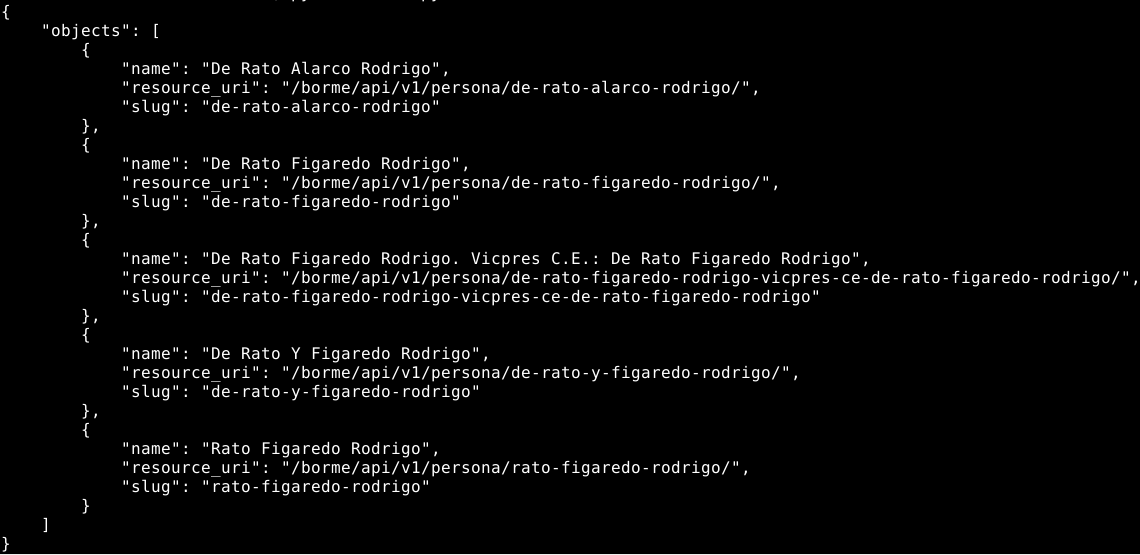 {
    "objects": [
        {
            "name": "De Rato Alarco Rodrigo",
            "resource_uri": "/borme/api/v1/persona/de-rato-alarco-rodrigo/",
            "slug": "de-rato-alarco-rodrigo"
        },
        {
            "name": "De Rato Figaredo Rodrigo",
            "resource_uri": "/borme/api/v1/persona/de-rato-figaredo-rodrigo/",
            "slug": "de-rato-figaredo-rodrigo"
        },
        {
            "name": "De Rato Figaredo Rodrigo. Vicpres C.E.: De Rato Figaredo Rodrigo",
            "resource_uri": "/borme/api/v1/persona/de-rato-figaredo-rodrigo-vicpres-ce-de-rato-figaredo-rodrigo/",
            "slug": "de-rato-figaredo-rodrigo-vicpres-ce-de-rato-figaredo-rodrigo"
        },
        {
            "name": "De Rato Y Figaredo Rodrigo",
            "resource_uri": "/borme/api/v1/persona/de-rato-y-figaredo-rodrigo/",
            "slug": "de-rato-y-figaredo-rodrigo"
        },
        {
            "name": "Rato Figaredo Rodrigo",
            "resource_uri": "/borme/api/v1/persona/rato-figaredo-rodrigo/",
            "slug": "rato-figaredo-rodrigo"
        }
    ]
}